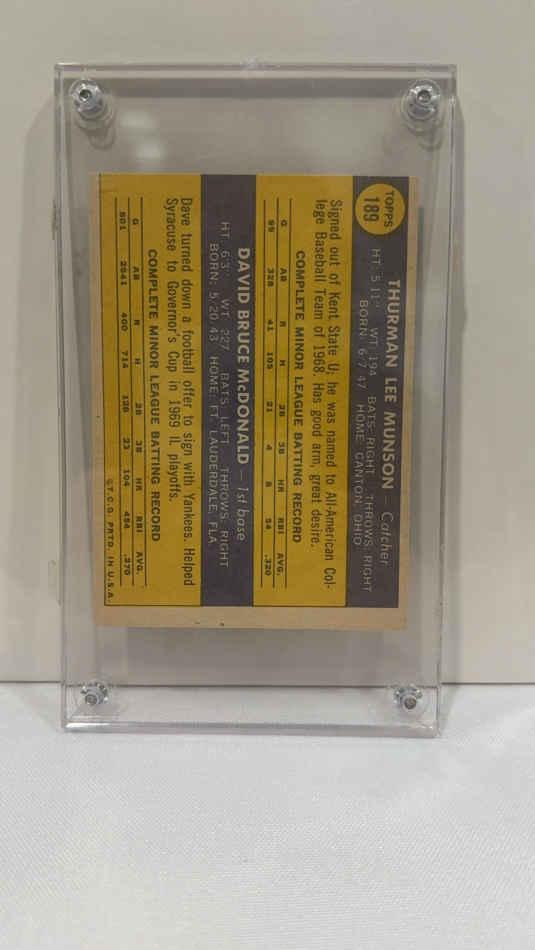 TOPPS
189
THURMAN LEE MUNSON — Catcher
HT: 5'11" WT: 194 BATS: RIGHT THROWS: RIGHT
BORN: 6-7-47 HOME: CANTON, OHIO
Signed out of Kent State U; he was named to All-American Col-
lege Baseball Team of 1968. Has good arm, great desire.
COMPLETE MINOR LEAGUE BATTING RECORD
G AB R H 2B 3B HR RBI AVG.
99 328 41 105 21 4 8 54 .320
DAVID BRUCE McDONALD — 1st base
HT: 6'3" WT: 227 BATS: LEFT THROWS: RIGHT
BORN: 5-20-43 HOME: FT. LAUDERDALE, FLA
Dave turned down a football offer to sign with Yankees. Helped
Syracuse to Governor's Cup in 1969 IL playoffs.
COMPLETE MINOR LEAGUE BATTING RECORD
G AB R H 2B 3B HR RBI AVG.
801 2641 400 714 23 104 454 .270
©T.C.G. PRTD. IN U.S.A.